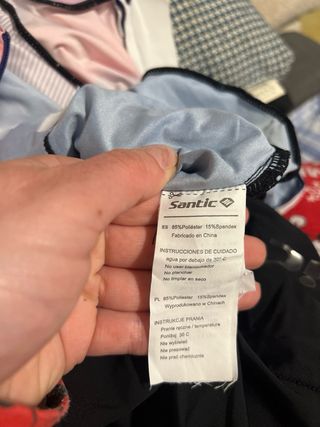 Santic
ES 85%Poliéster 15%Spandex
Fabricado en China
INSTRUCCIONES DE CUIDADO
agua por debajo de 30°C
No usar blanqueador
No planchar
No limpiar en seco
PL 85%Poliester 15%Spandex
Wyprodukowano w Chinach
INSTRUKCJE PRANIA
Pranie ręczne / temperatura
Poniżej 30 C
Nie wybielać
Nie prasować
Nie prać chemicznie